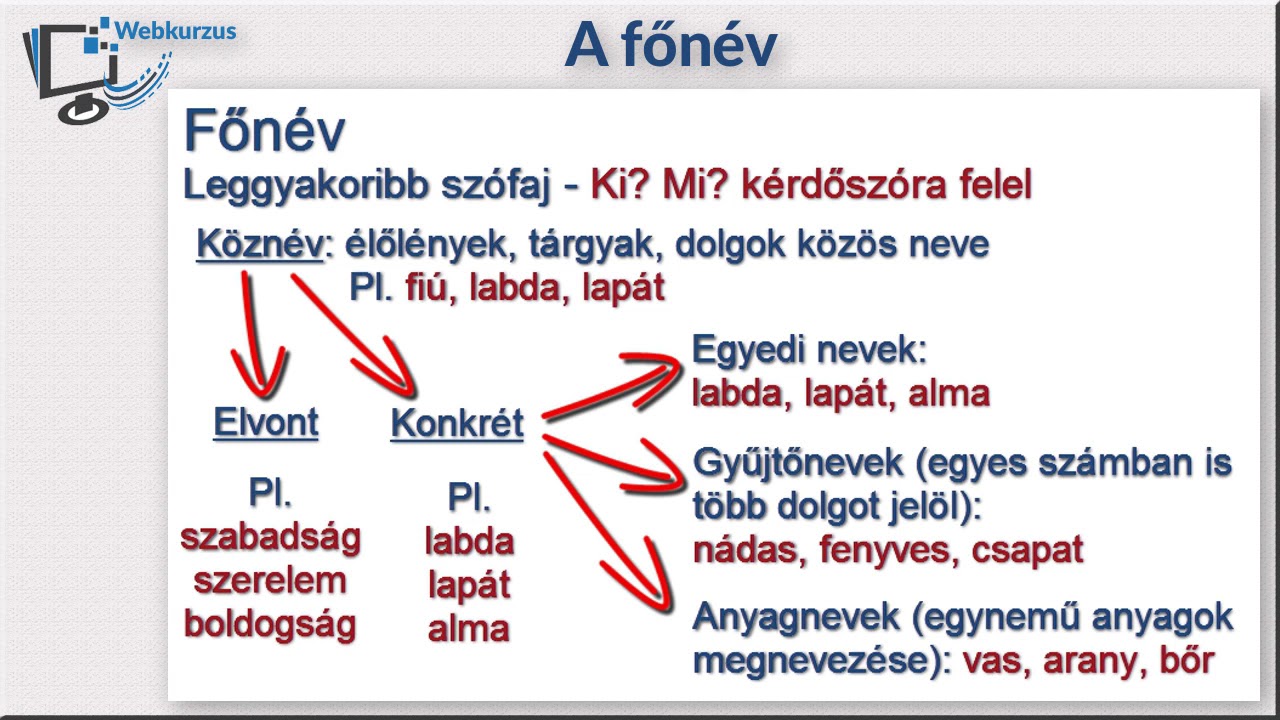 Webkurzus
A főnév
Főnév
Leggyakoribb szófaj - Ki? Mi? kérdőszóra felel
Köznév: élőlények, tárgyak, dolgok közös neve
Pl. fiú, labda, lapát
Elvont
Pl.
szabadság
szerelem
boldogság
Konkrét
Pl.
labda
lapát
alma
Egyedi nevek:
labda, lapát, alma
Gyűjtőnevek (egyes számban is
több dolgot jelöl):
nádas, fenyves, csapat
Anyagnevek (egynemű anyagok
megnevezése): vas, arany, bőr